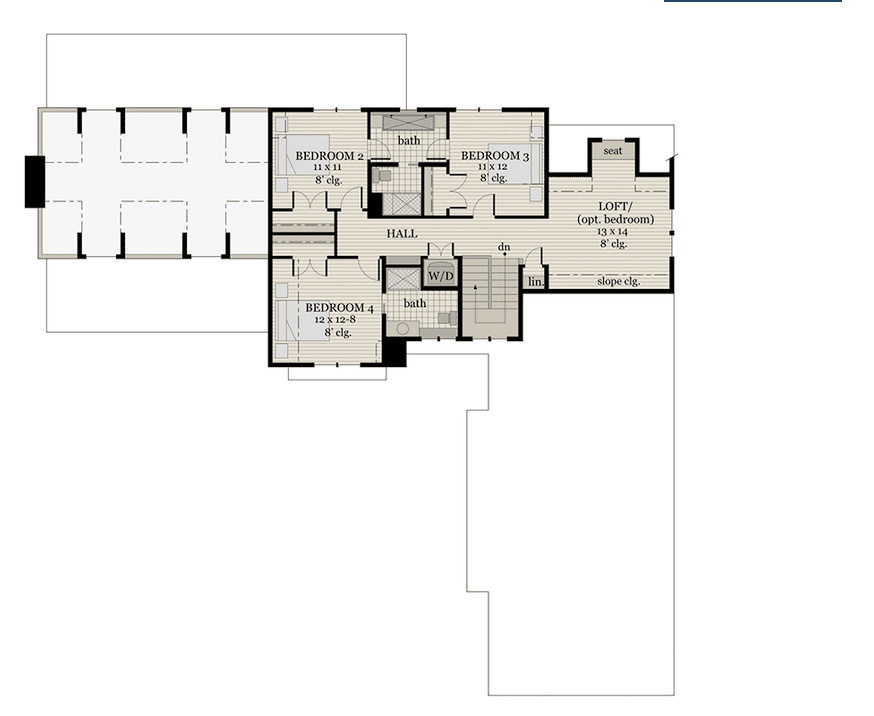 bath
BEDROOM 2
11 x 11
8' clg.
BEDROOM 3
11 x 12
8' clg.
seat
LOFT/
(opt. bedroom)
13 x 14
8' clg.
HALL
dn
W/D
lin.
slope clg.
bath
BEDROOM 4
12 x 12-8
8' clg.